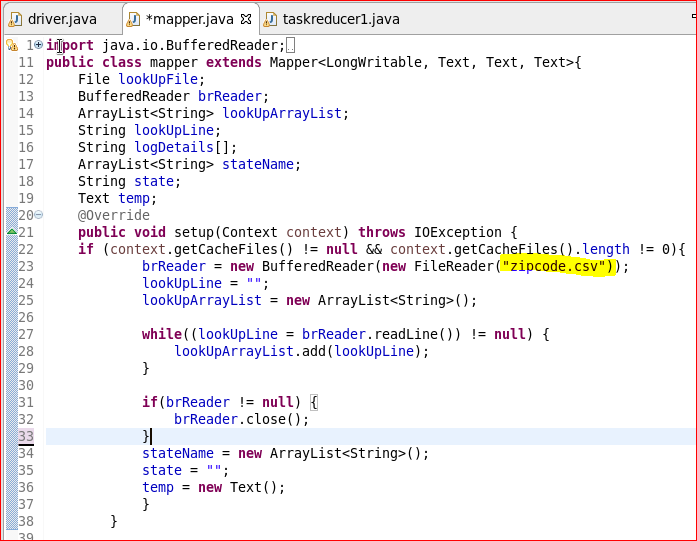 driver.java *mapper.java taskreducer1.java
1 import java.io.BufferedReader;
11 public class mapper extends Mapper<LongWritable, Text, Text, Text>{
12 File lookUpFile;
13 BufferedReader brReader;
14 ArrayList<String> lookUpArrayList;
15 String lookUpLine;
16 String logDetails[];
17 ArrayList<String> stateName;
18 String state;
19 Text temp;
20 @Override
21 public void setup(Context context) throws IOException {
22 if (context.getCacheFiles() != null && context.getCacheFiles().length != 0){
23 brReader = new BufferedReader(new FileReader("zipcode.csv"));
24 lookUpLine = "";
25 lookUpArrayList = new ArrayList<String>();
26
27 while((lookUpLine = brReader.readLine()) != null) {
28 lookUpArrayList.add(lookUpLine);
29 }
30
31 if(brReader != null) {
32 brReader.close();
33 }
34 stateName = new ArrayList<String>();
35 state = "";
36 temp = new Text();
37 }
38 }
39